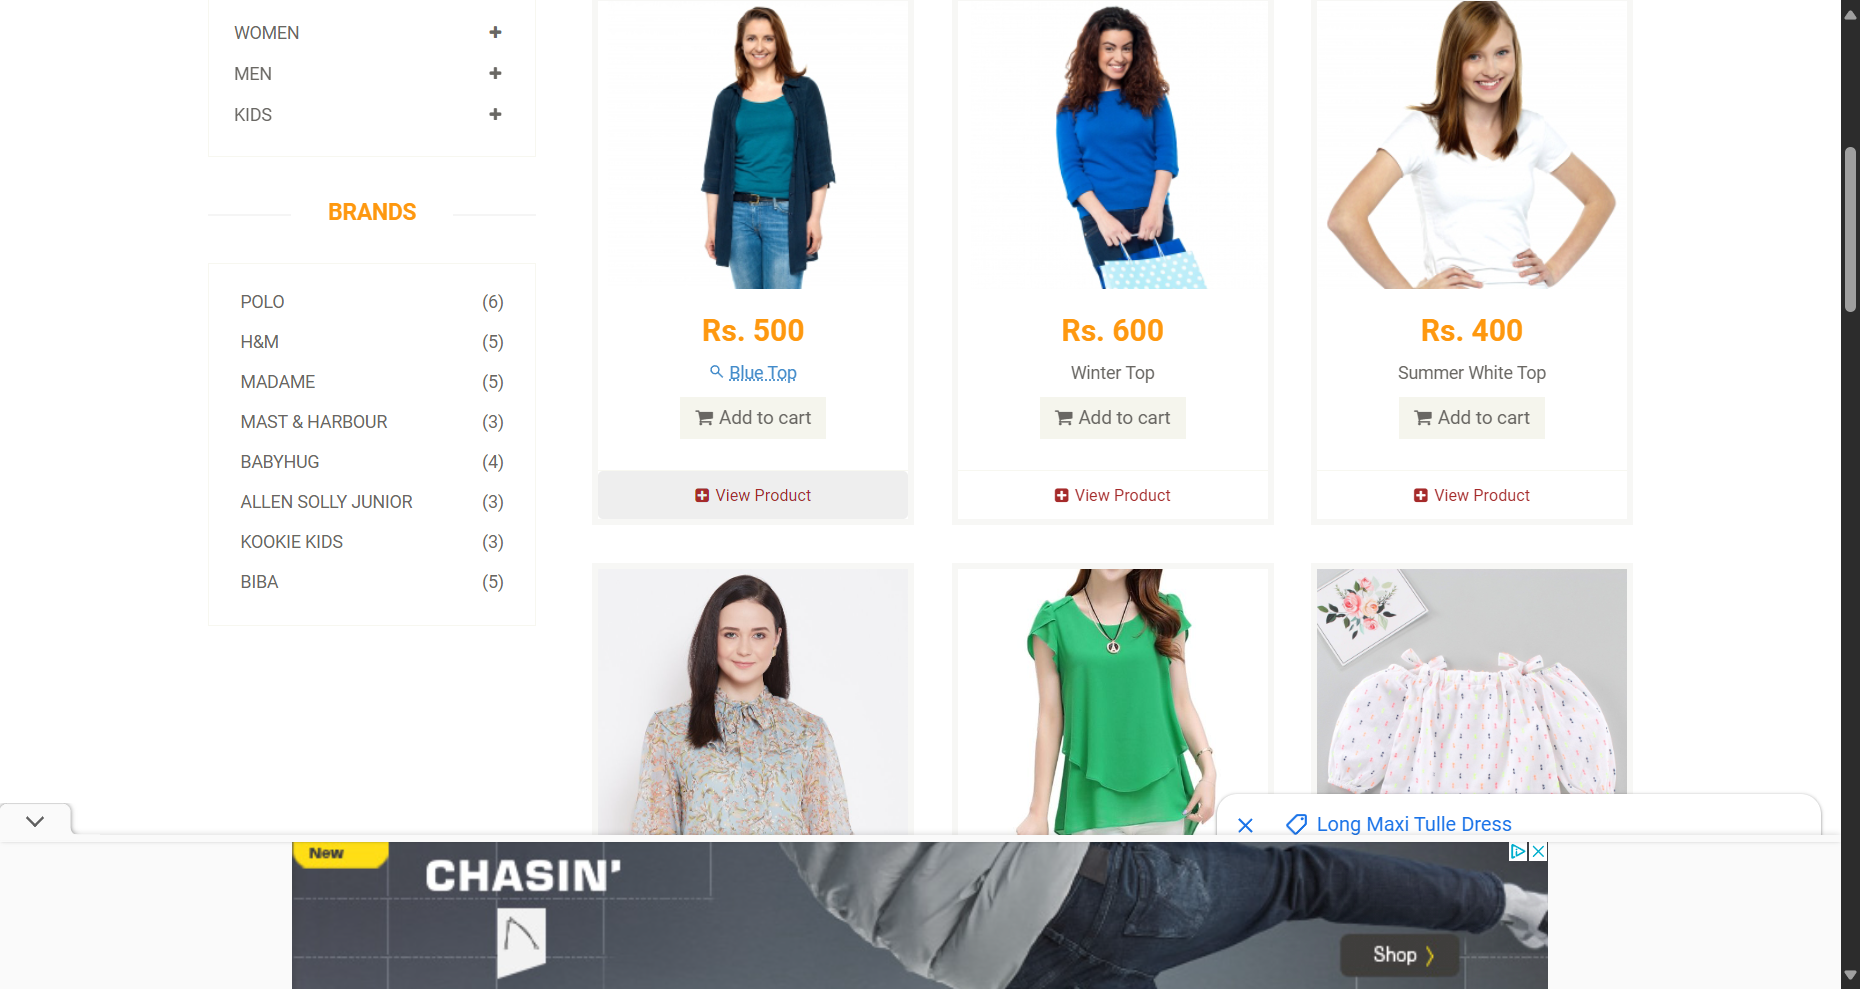 WOMEN
MEN
KIDS
BRANDS
POLO (6)
H&M (5)
MADAME (5)
MAST & HARBOUR (3)
BABYHUG (4)
ALLEN SOLLY JUNIOR (3)
KOOKIE KIDS (3)
BIBA (5)
Rs. 500
Blue Top
Add to cart
View Product
Rs. 600
Winter Top
Add to cart
View Product
Rs. 400
Summer White Top
Add to cart
View Product
Long Maxi Tulle Dress
New
CHASIN'
Shop